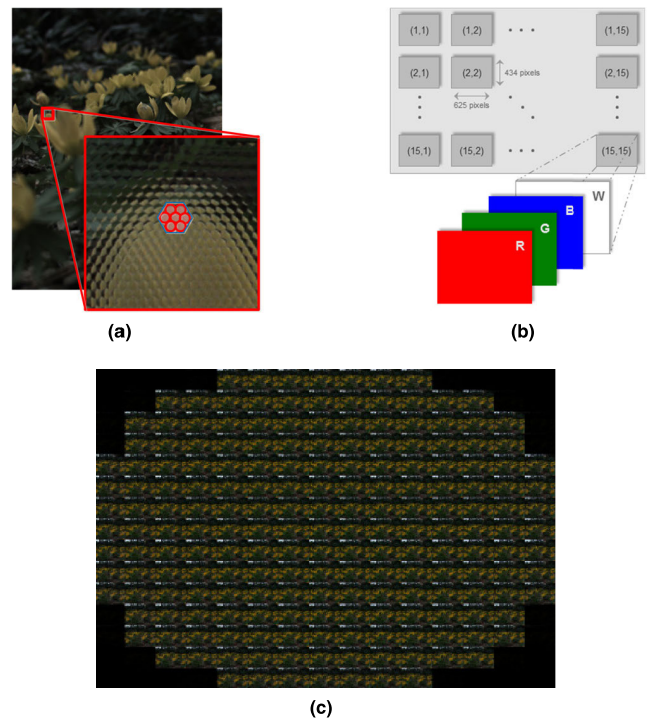 (1,1) (1,2) (1,15)
(2,1) (2,2) 434 pixels (2,15)
625 pixels
(15,1) (15,2) (15,15)
W
B
G
R
(a) (b)
(c)